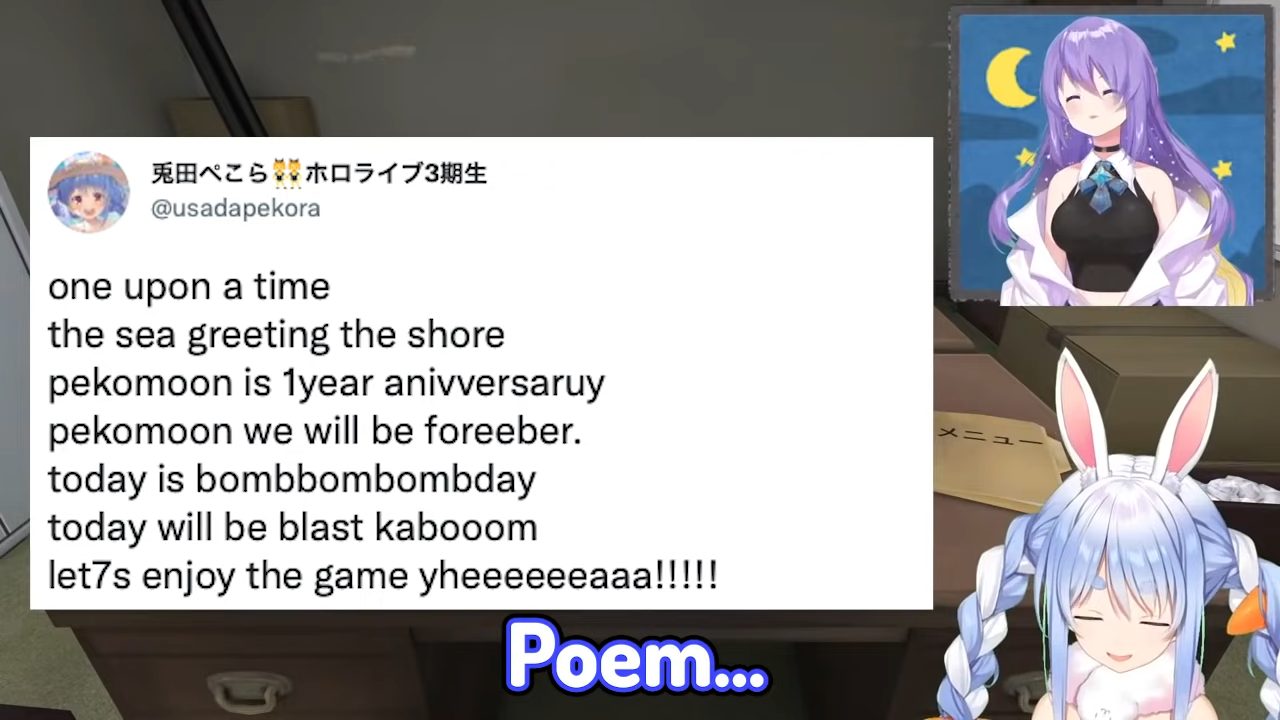 兎田ぺこら👯ホロライブ3期生
@usadapekora
one upon a time
the sea greeting the shore
pekomoon is 1year anivversaruy
pekomoon we will be foreeber.
today is bombbombombday
today will be blast kabooom
let7s enjoy the game yheeeeeeaaa!!!!!
メニュー
Poem...